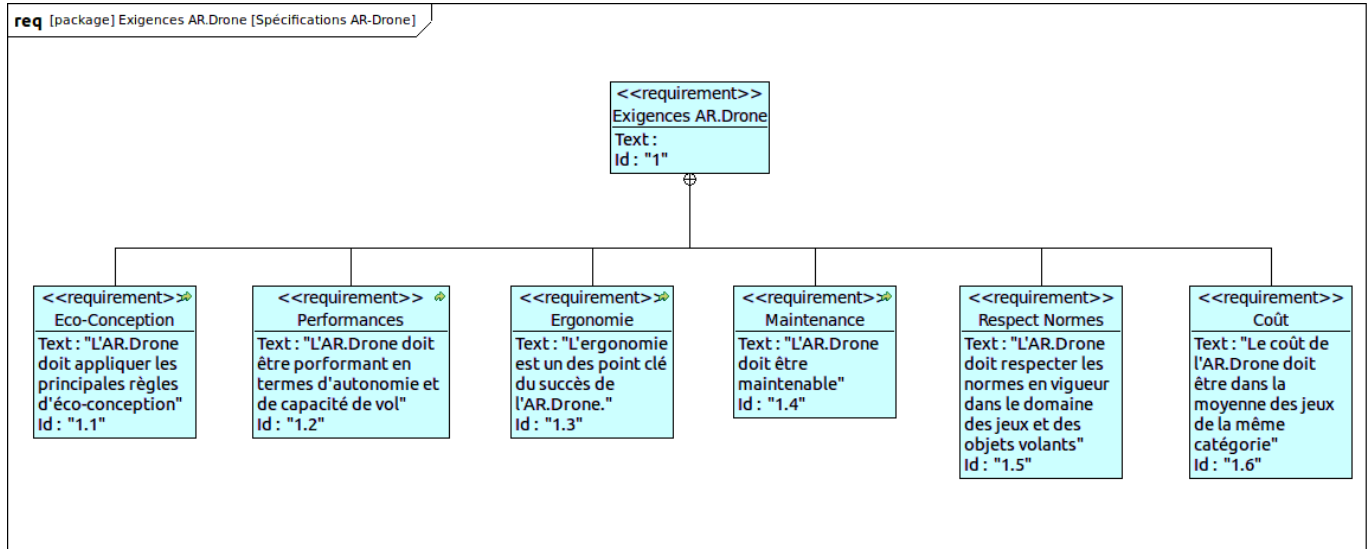 req [package] Exigences AR.Drone [Spécifications AR-Drone]
<<requirement>>
Exigences AR.Drone
Text :
Id : "1"
<<requirement>>
Eco-Conception
Text : "L'AR.Drone
doit appliquer les
principales règles
d'éco-conception"
Id : "1.1"
<<requirement>>
Performances
Text : "L'AR.Drone doit
être porformant en
termes d'autonomie et
de capacité de vol"
Id : "1.2"
<<requirement>>
Ergonomie
Text : "L'ergonomie
est un des point clé
du succès de
l'AR.Drone."
Id : "1.3"
<<requirement>>
Maintenance
Text : "L'AR.Drone
doit être
maintenable"
Id : "1.4"
<<requirement>>
Respect Normes
Text : "L'AR.Drone
doit respecter les
normes en vigueur
dans le domaine
des jeux et des
objets volants"
Id : "1.5"
<<requirement>>
Coût
Text : "Le coût de
l'AR.Drone doit
être dans la
moyenne des jeux
de la même
catégorie"
Id : "1.6"